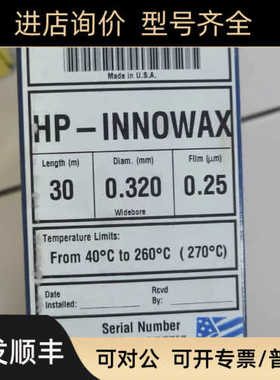 进店询价 型号齐全
Made in U.S.A.
HP-INNOWAX
Length (m) Diam. (mm) Film (μm)
30 0.320 0.25
Widebore
Temperature Limits:
From 40°C to 260°C (270°C)
Date Rcvd
Installed: By:
Serial Number
发顺丰
可对公 可开专票/普